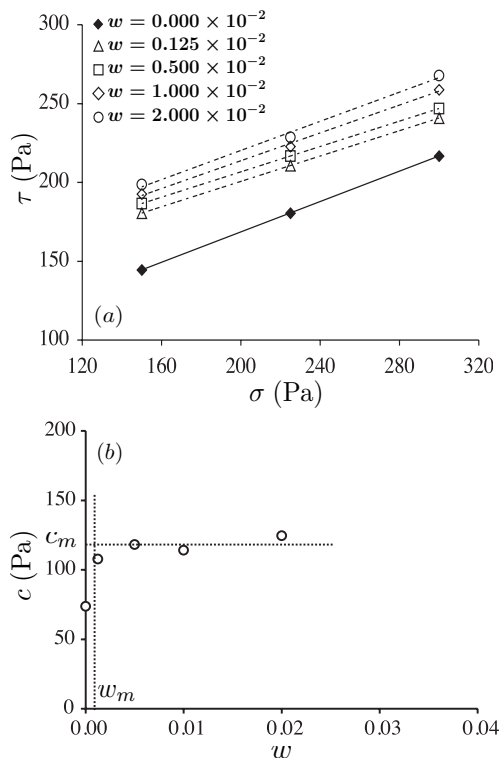 300
◆ w = 0.000 × 10⁻²
△ w = 0.125 × 10⁻²
□ w = 0.500 × 10⁻²
◇ w = 1.000 × 10⁻²
○ w = 2.000 × 10⁻²
250
τ (Pa)
200
150
(a)
100
120 160 200 240 280 320
σ (Pa)
200
(b)
150
c_m
c (Pa)
100
50
w_m
0
0.00 0.01 0.02 0.03 0.04
w